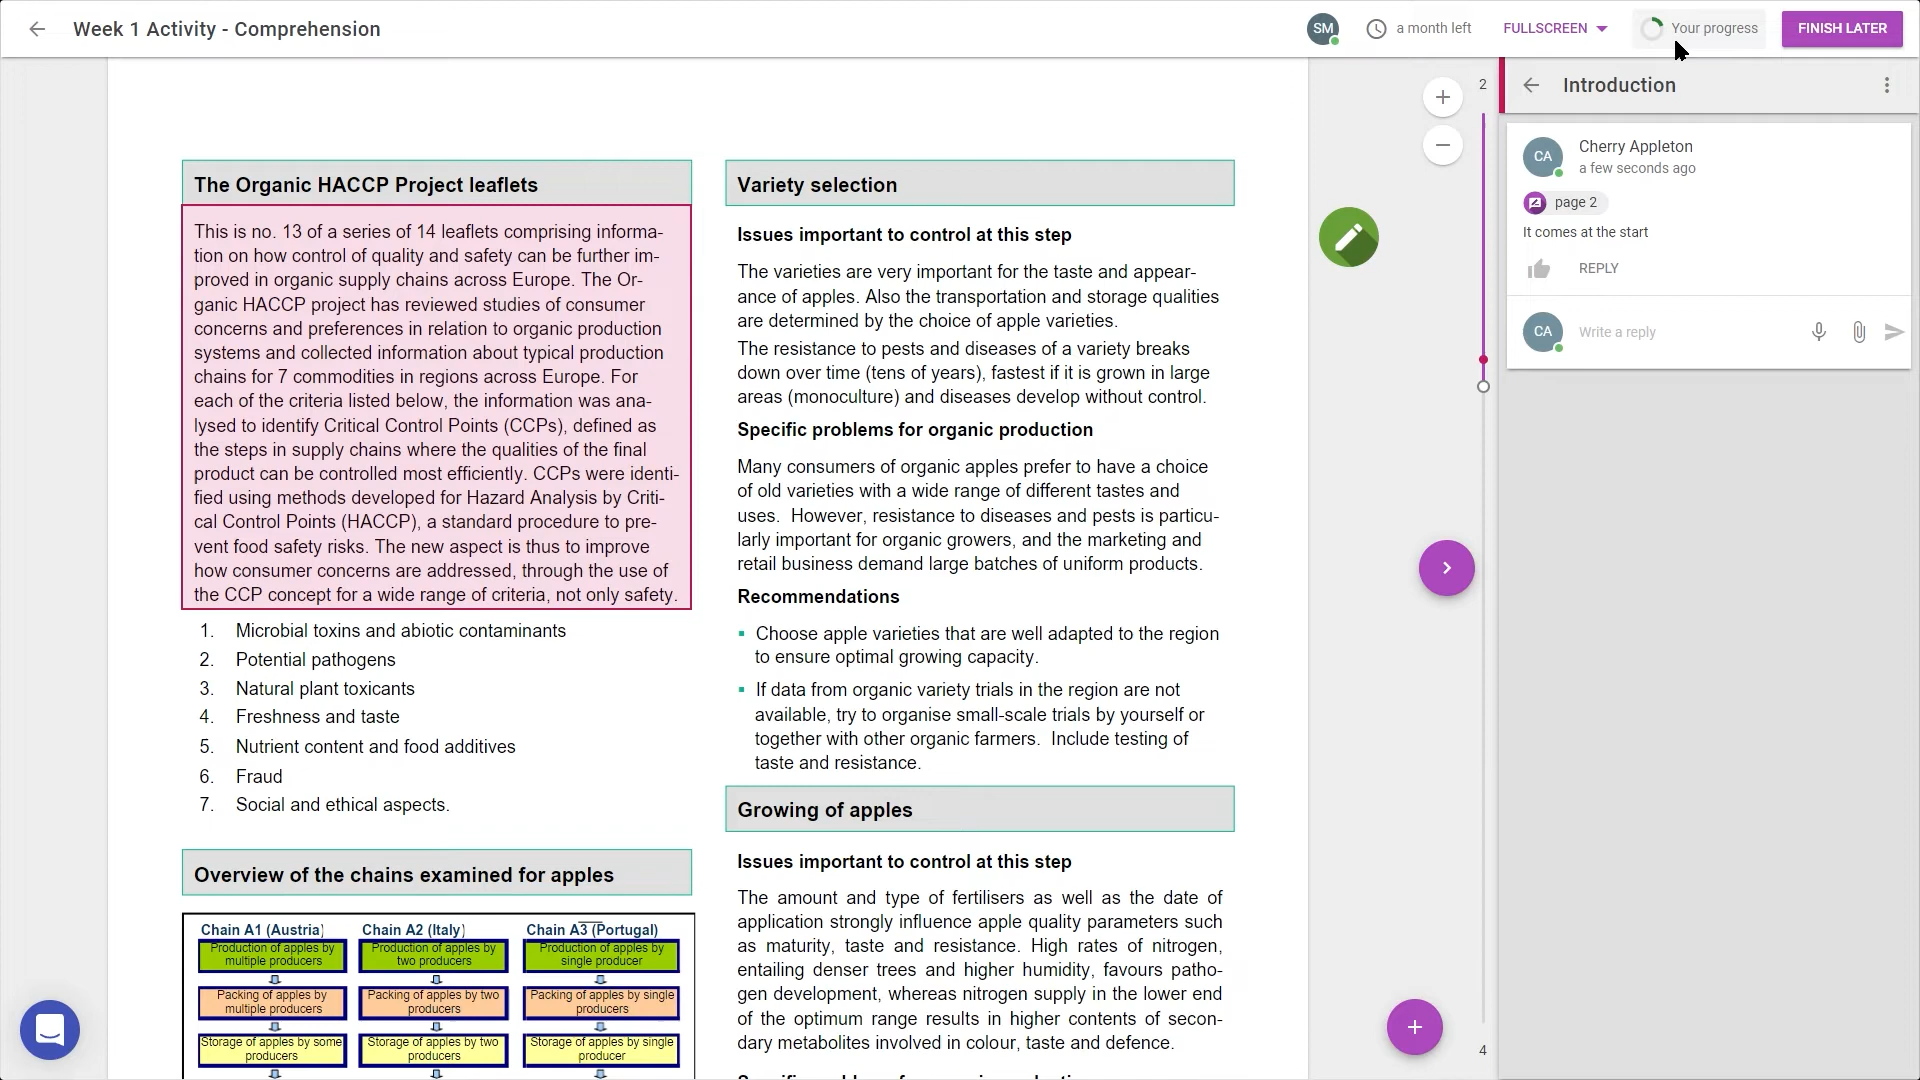 Week 1 Activity - Comprehension
SM
a month left
FULLSCREEN
Your progress
FINISH LATER
The Organic HACCP Project leaflets
This is no. 13 of a series of 14 leaflets comprising informa-
tion on how control of quality and safety can be further im-
proved in organic supply chains across Europe. The Or-
ganic HACCP project has reviewed studies of consumer
concerns and preferences in relation to organic production
systems and collected information about typical production
chains for 7 commodities in regions across Europe. For
each of the criteria listed below, the information was ana-
lysed to identify Critical Control Points (CCPs), defined as
the steps in supply chains where the qualities of the final
product can be controlled most efficiently. CCPs were identi-
fied using methods developed for Hazard Analysis by Criti-
cal Control Points (HACCP), a standard procedure to pre-
vent food safety risks. The new aspect is thus to improve
how consumer concerns are addressed, through the use of
the CCP concept for a wide range of criteria, not only safety.
1. Microbial toxins and abiotic contaminants
2. Potential pathogens
3. Natural plant toxicants
4. Freshness and taste
5. Nutrient content and food additives
6. Fraud
7. Social and ethical aspects.
Overview of the chains examined for apples
Chain A1 (Austria) Chain A2 (Italy) Chain A3 (Portugal)
Production of apples by multiple producers
Production of apples by two producers
Production of apples by single producer
Packing of apples by multiple producers
Packing of apples by two producers
Packing of apples by single producers
Storage of apples by some producers
Storage of apples by two producers
Storage of apples by single producer
Variety selection
Issues important to control at this step
The varieties are very important for the taste and appear-
ance of apples. Also the transportation and storage qualities
are determined by the choice of apple varieties.
The resistance to pests and diseases of a variety breaks
down over time (tens of years), fastest if it is grown in large
areas (monoculture) and diseases develop without control.
Specific problems for organic production
Many consumers of organic apples prefer to have a choice
of old varieties with a wide range of different tastes and
uses. However, resistance to diseases and pests is particu-
larly important for organic growers, and the marketing and
retail business demand large batches of uniform products.
Recommendations
▪ Choose apple varieties that are well adapted to the region
to ensure optimal growing capacity.
▪ If data from organic variety trials in the region are not
available, try to organise small-scale trials by yourself or
together with other organic farmers. Include testing of
taste and resistance.
Growing of apples
Issues important to control at this step
The amount and type of fertilisers as well as the date of
application strongly influence apple quality parameters such
as maturity, taste and resistance. High rates of nitrogen,
entailing denser trees and higher humidity, favours patho-
gen development, whereas nitrogen supply in the lower end
of the optimum range results in higher contents of secon-
dary metabolites involved in colour, taste and defence.
2
4
Introduction
CA
Cherry Appleton
a few seconds ago
page 2
It comes at the start
REPLY
CA
Write a reply